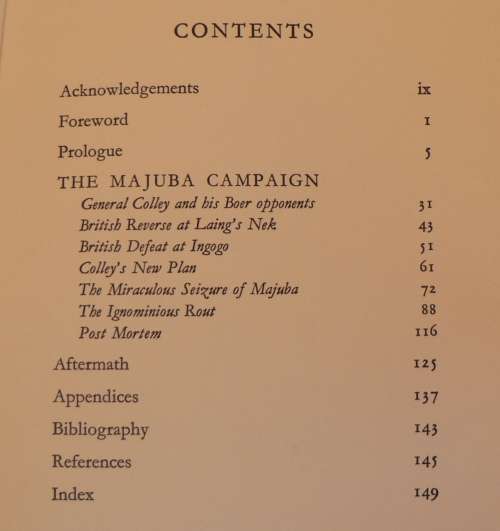 CONTENTS
Acknowledgements ix
Foreword 1
Prologue 5
THE MAJUBA CAMPAIGN
General Colley and his Boer opponents 31
British Reverse at Laing's Nek 43
British Defeat at Ingogo 51
Colley's New Plan 61
The Miraculous Seizure of Majuba 72
The Ignominious Rout 88
Post Mortem 116
Aftermath 125
Appendices 137
Bibliography 143
References 145
Index 149